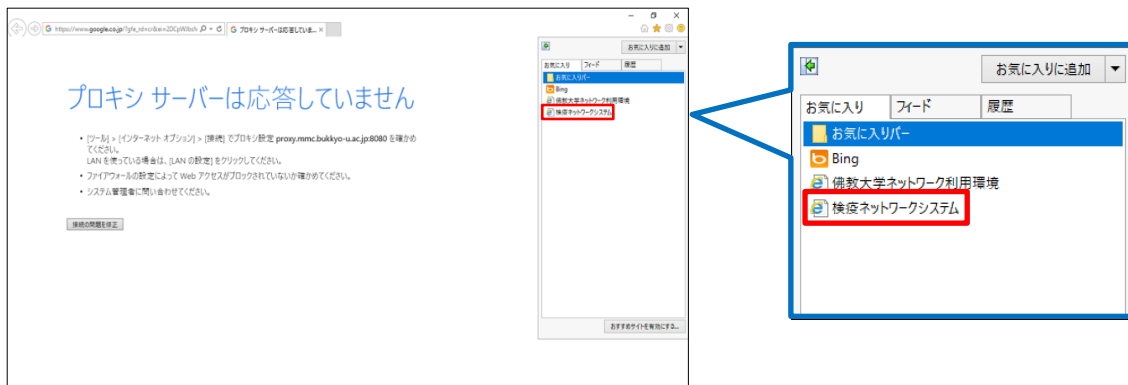 https://www.google.co.jp/?gfe_rd=cr&ei=
プロキシ サーバーは応答していま...
お気に入りに追加
お気に入り フィード 履歴
お気に入りバー
Bing
佛教大学ネットワーク利用環境
検疫ネットワークシステム
プロキシ サーバーは応答していません
• [ツール] > [インターネット オプション] > [接続] でプロキシ設定 proxy.mmc.bukkyo-u.ac.jp:8080 を確かめ
てください。
LAN を使っている場合は、[LAN の設定] をクリックしてください。
• ファイアウォールの設定によって Web アクセスがブロックされていないか確かめてください。
• システム管理者に問い合わせてください。
接続の問題を修正
おすすめサイトを有効にする...
お気に入りに追加
お気に入り フィード 履歴
お気に入りバー
Bing
佛教大学ネットワーク利用環境
検疫ネットワークシステム